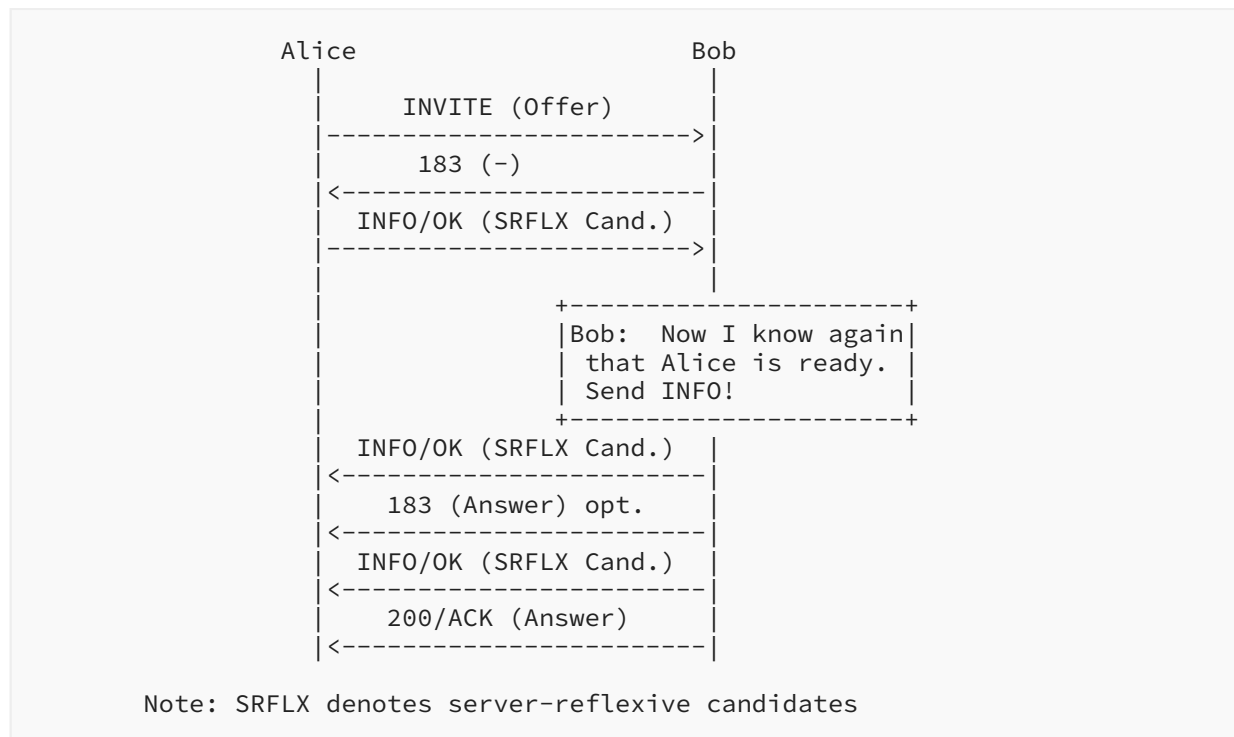 Alice Bob
INVITE (Offer)
------------------------>
183 (-)
<------------------------
INFO/OK (SRFLX Cand.)
------------------------>
+----------------------+
|Bob:  Now I know again|
| that Alice is ready. |
| Send INFO! |
+----------------------+
INFO/OK (SRFLX Cand.)
<------------------------
183 (Answer) opt.
<------------------------
INFO/OK (SRFLX Cand.)
<------------------------
200/ACK (Answer)
<------------------------
Note: SRFLX denotes server-reflexive candidates